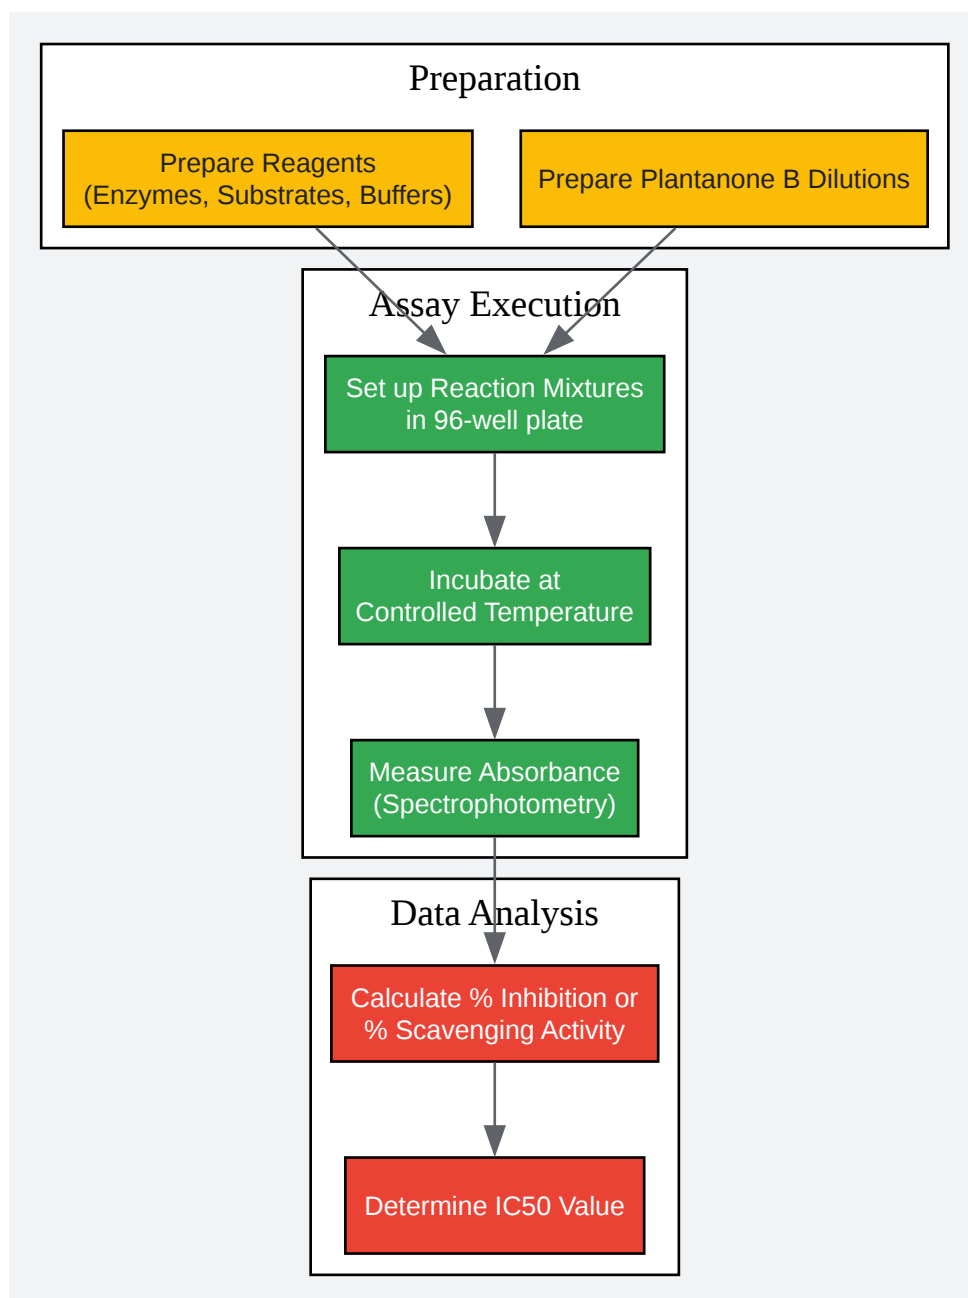 Preparation
Prepare Reagents
(Enzymes, Substrates, Buffers)
Prepare Plantanone B Dilutions
Assay Execution
Set up Reaction Mixtures
in 96-well plate
Incubate at
Controlled Temperature
Measure Absorbance
(Spectrophotometry)
Data Analysis
Calculate % Inhibition or
% Scavenging Activity
Determine IC50 Value